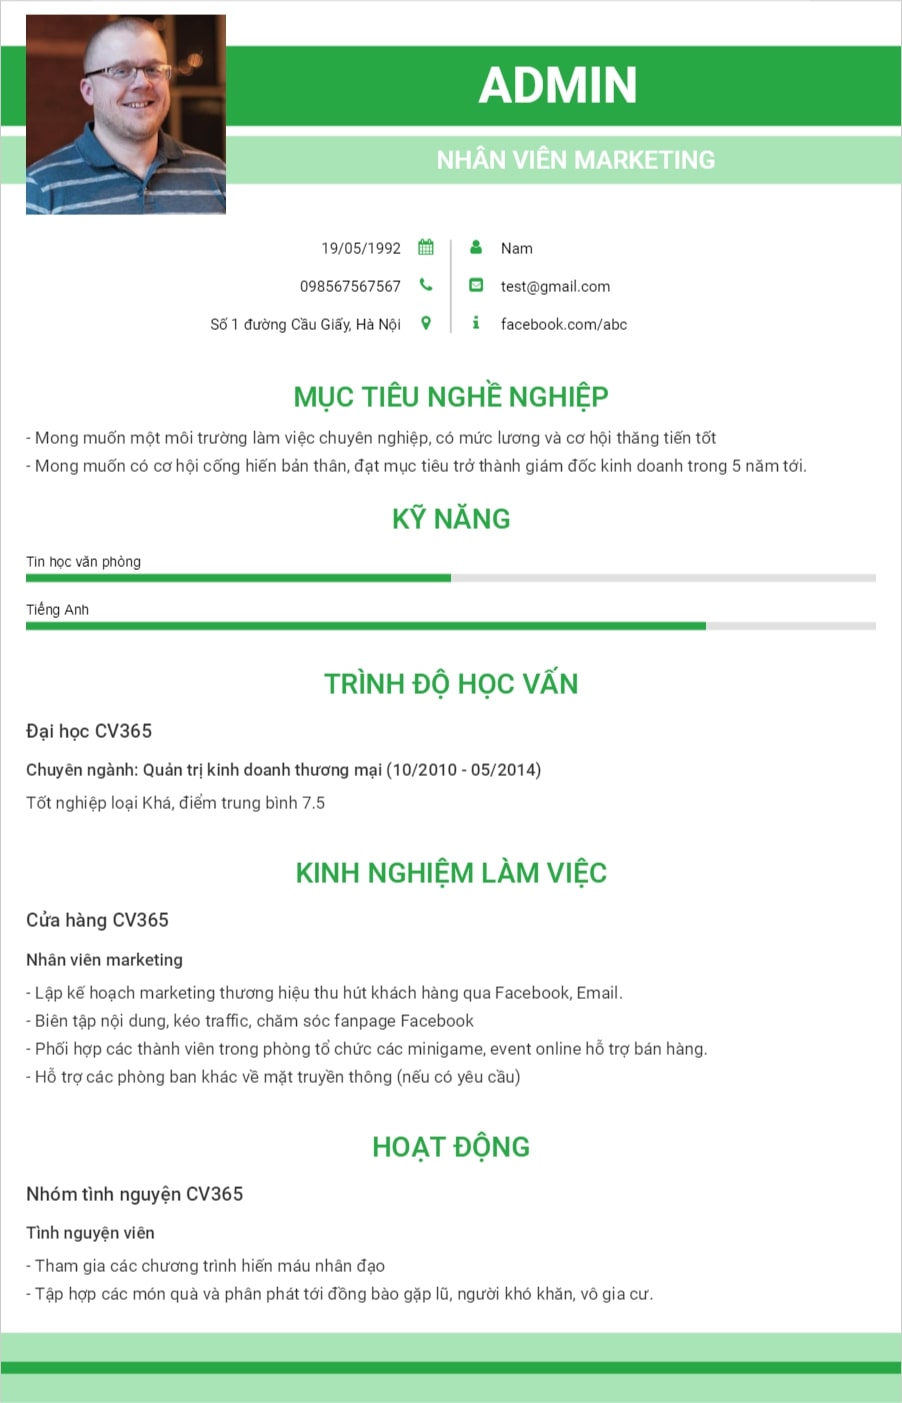 ADMIN
NHÂN VIÊN MARKETING
19/05/1992
Nam
098567567567
test@gmail.com
Số 1 đường Cầu Giấy, Hà Nội
facebook.com/abc
MỤC TIÊU NGHỀ NGHIỆP
- Mong muốn một môi trường làm việc chuyên nghiệp, có mức lương và cơ hội thăng tiến tốt
- Mong muốn có cơ hội cống hiến bản thân, đạt mục tiêu trở thành giám đốc kinh doanh trong 5 năm tới.
KỸ NĂNG
Tin học văn phòng
Tiếng Anh
TRÌNH ĐỘ HỌC VẤN
Đại học CV365
Chuyên ngành: Quản trị kinh doanh thương mại (10/2010 - 05/2014)
Tốt nghiệp loại Khá, điểm trung bình 7.5
KINH NGHIỆM LÀM VIỆC
Cửa hàng CV365
Nhân viên marketing
- Lập kế hoạch marketing thương hiệu thu hút khách hàng qua Facebook, Email.
- Biên tập nội dung, kéo traffic, chăm sóc fanpage Facebook
- Phối hợp các thành viên trong phòng tổ chức các minigame, event online hỗ trợ bán hàng.
- Hỗ trợ các phòng ban khác về mặt truyền thông (nếu có yêu cầu)
HOẠT ĐỘNG
Nhóm tình nguyện CV365
Tình nguyện viên
- Tham gia các chương trình hiến máu nhân đạo
- Tập hợp các món quà và phân phát tới đồng bào gặp lũ, người khó khăn, vô gia cư.